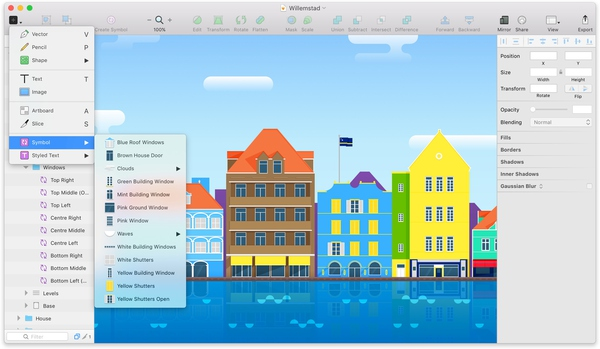 Willemstad
100%
Edit
Transform
Rotate
Flatten
Mask
Scale
Union
Subtract
Intersect
Difference
Forward
Backward
Mirror
Share
View
Export
Vector V
Pencil P
Shape
Text T
Image
Artboard A
Slice S
Symbol
Styled Text
Blue Roof Windows
Brown House Door
Clouds
Green Building Window
Mint Building Window
Pink Ground Window
Pink Window
Waves
White Building Windows
White Shutters
Yellow Building Window
Yellow Shutters
Yellow Shutters Open
Windows
Top Right
Top Middle (O...
Top Left
Centre Right
Centre Middle
Centre Left
Bottom Right
Bottom Middle
Bottom Left (...
Levels
Base
House
Filter
Position
X
Y
Size
Width
Height
Transform
Rotate
Flip
Opacity
Blending
Normal
Fills
Borders
Shadows
Inner Shadows
Gaussian Blur